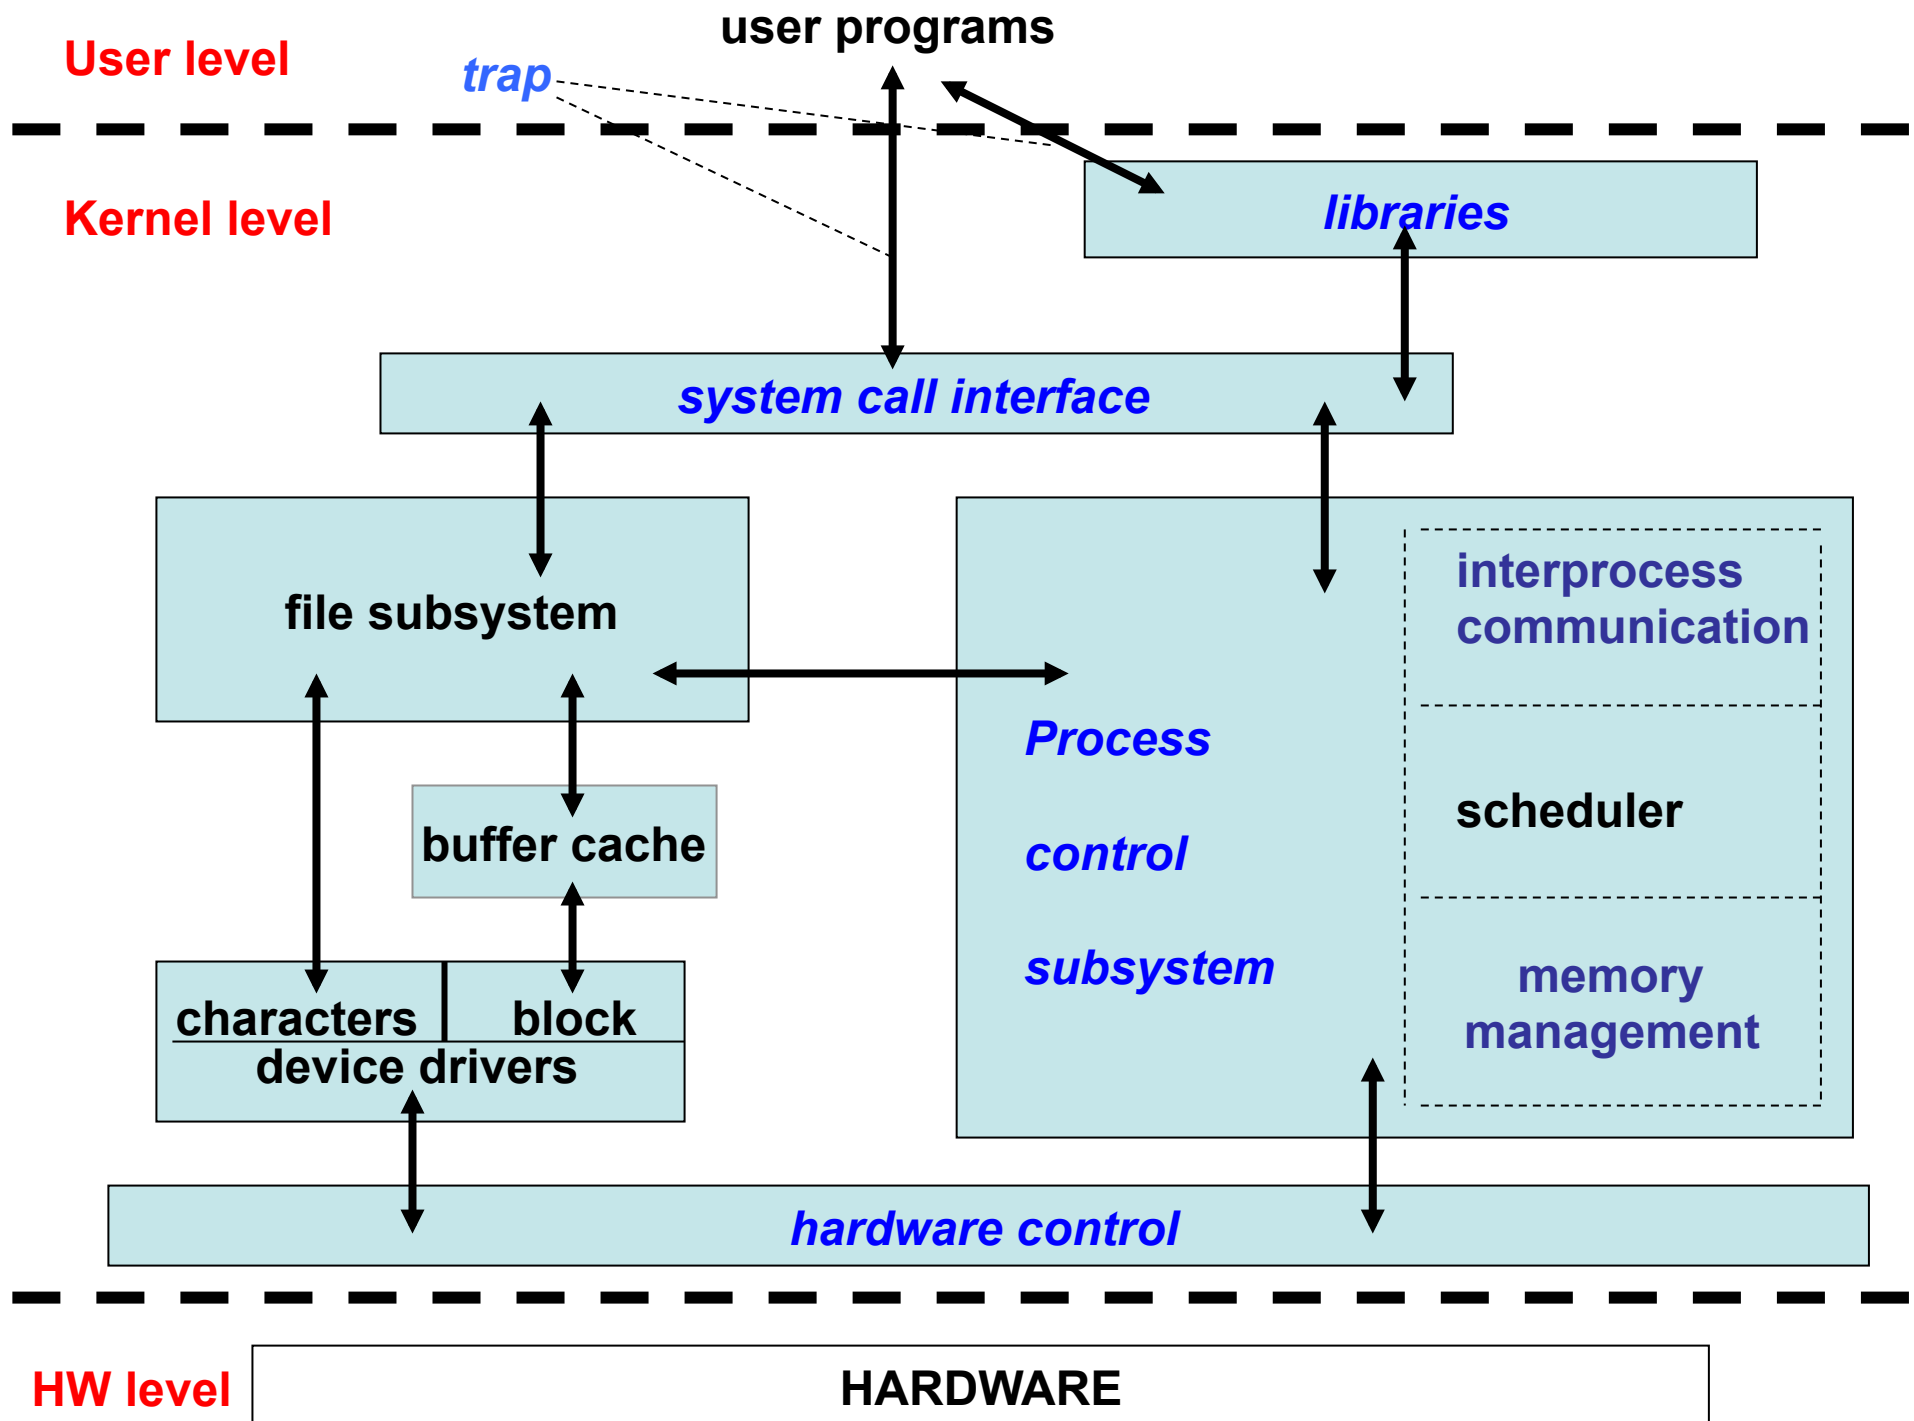 user programs
User level
trap
Kernel level
libraries
system call interface
file subsystem
interprocess
communication
Process
control
subsystem
scheduler
buffer cache
memory
management
characters
block
device drivers
hardware control
HW level
HARDWARE